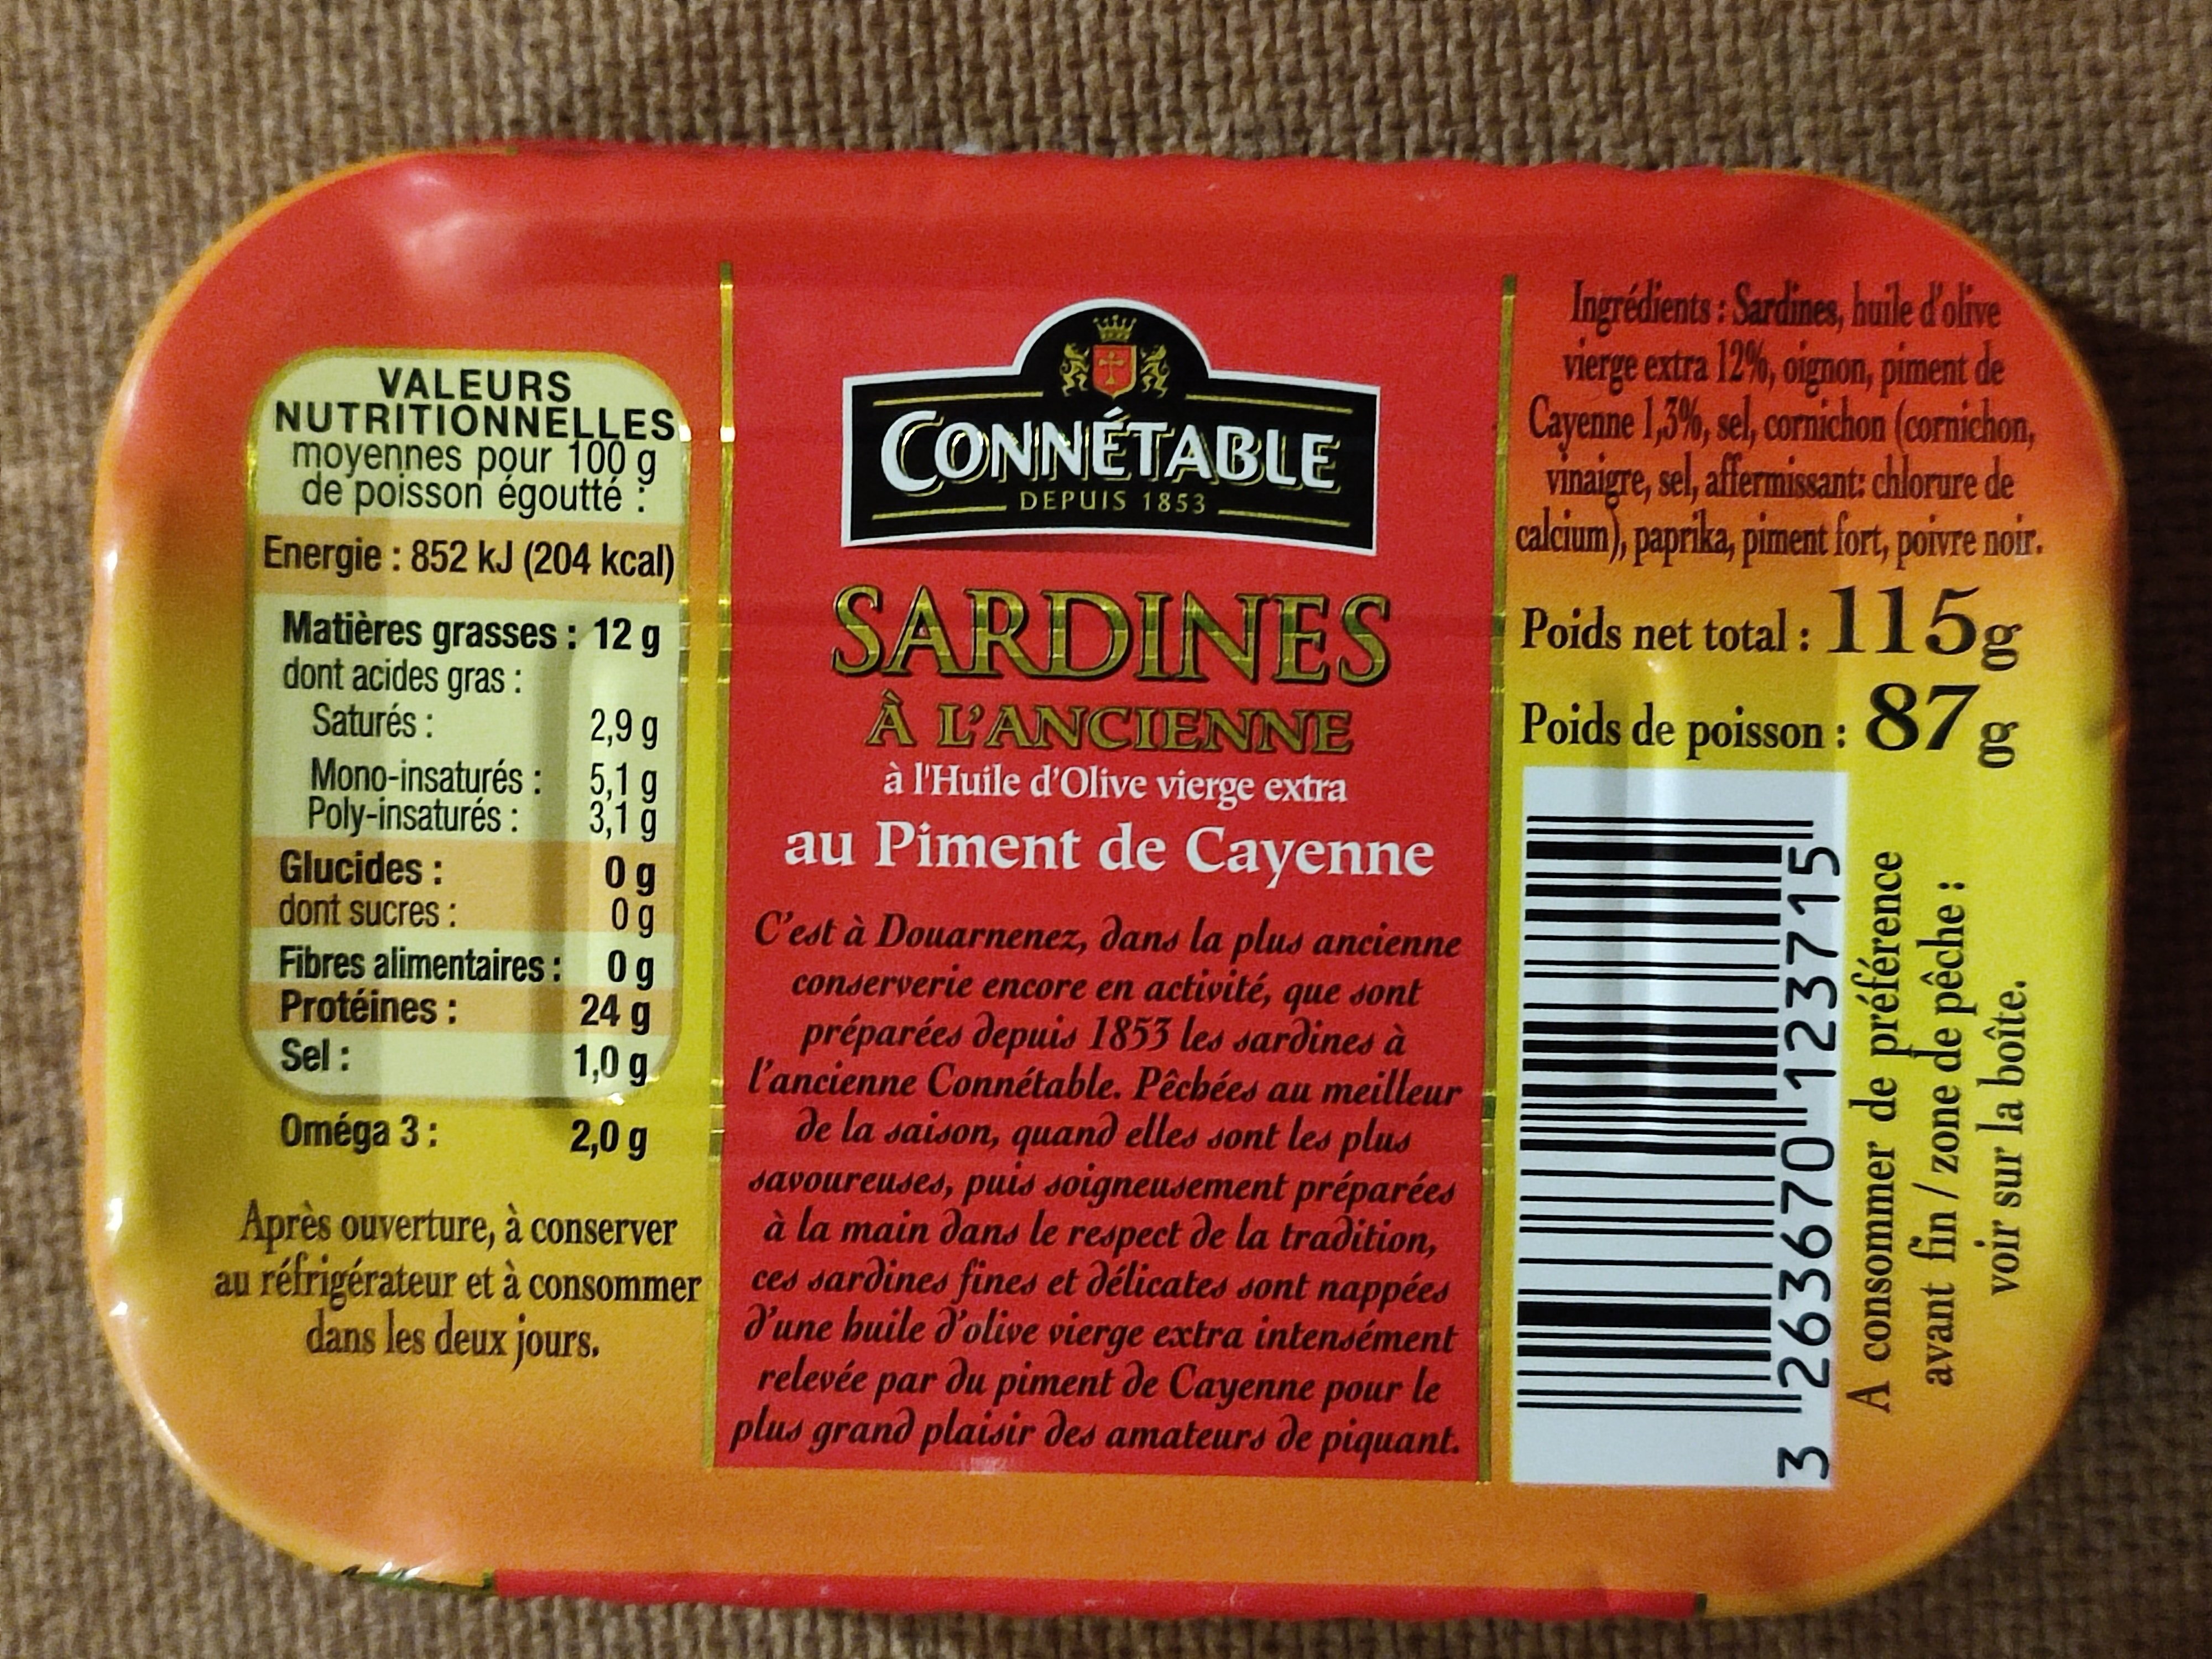 VALEURS
NUTRITIONNELLES
moyennes pour 100 g
de poisson égoutté :
Energie : 852 kJ (204 kcal)
Matières grasses : 12 g
dont acides gras :
Saturés : 2,9 g
Mono-insaturés : 5,1 g
Poly-insaturés : 3,1 g
Glucides : 0 g
dont sucres : 0 g
Fibres alimentaires : 0 g
Protéines : 24 g
Sel : 1,0 g
Oméga 3 : 2,0 g
Après ouverture, à conserver
au réfrigérateur et à consommer
dans les deux jours.
CONNÉTABLE
DEPUIS 1853
SARDINES
À L'ANCIENNE
à l'Huile d'Olive vierge extra
au Piment de Cayenne
C'est à Douarnenez, dans la plus ancienne
conserverie encore en activité, que sont
préparées depuis 1853 les sardines à
l'ancienne Connétable. Pêchées au meilleur
de la saison, quand elles sont les plus
savoureuses, puis soigneusement préparées
à la main dans le respect de la tradition,
ces sardines fines et délicates sont nappées
d'une huile d'olive vierge extra intensément
relevée par du piment de Cayenne pour le
plus grand plaisir des amateurs de piquant.
Ingrédients : Sardines, huile d'olive
vierge extra 12%, oignon, piment de
Cayenne 1,3%, sel, cornichon (cornichon,
vinaigre, sel, affermissant: chlorure de
calcium), paprika, piment fort, poivre noir.
Poids net total : 115g
Poids de poisson : 87g
3 263670 123715
A consommer de préférence
avant fin / zone de pêche :
voir sur la boîte.